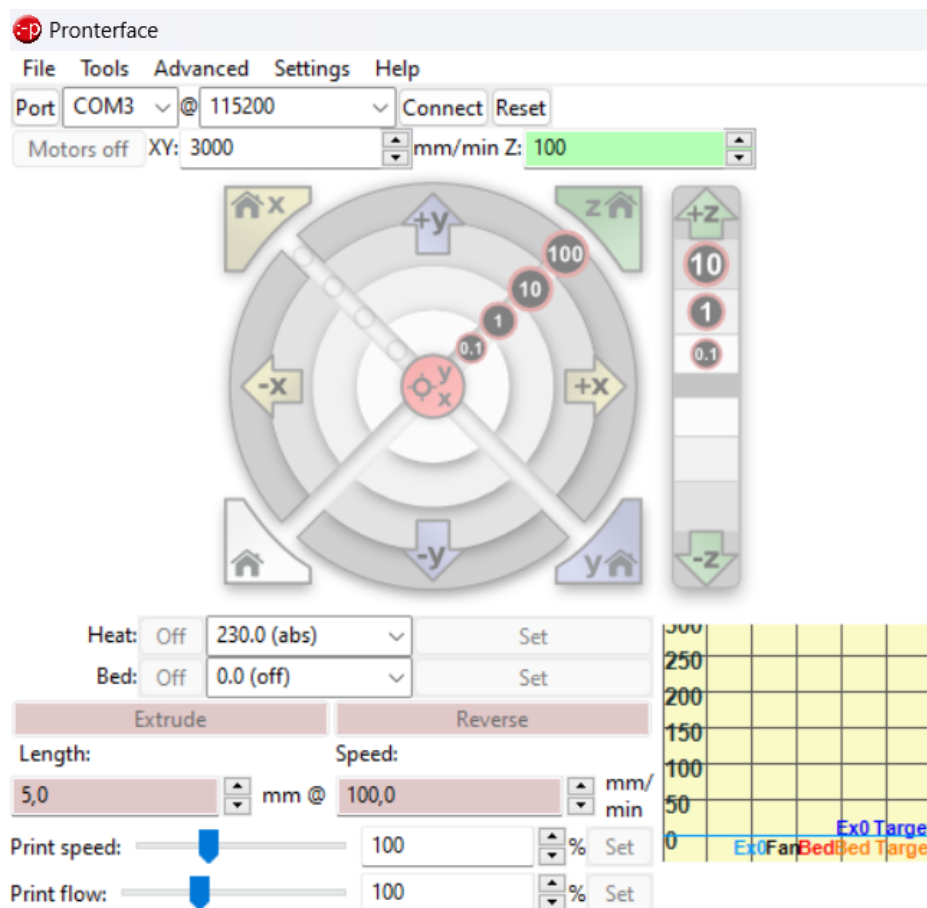 Pronterface
File Tools Advanced Settings Help
Port COM3 @ 115200 Connect Reset
Motors off XY: 3000 mm/min Z: 100
x +y z +z
100 10
10 1
1 0.1
0.1
-x y x +x
-y y -z
Heat: Off 230.0 (abs) Set
Bed: Off 0.0 (off) Set
Extrude Reverse
Length: Speed:
5,0 mm @ 100,0 mm/
min
Print speed: 100 % Set
Print flow: 100 % Set
300
250
200
150
100
50
0
Ex0 Targe
Ex0 Fan Bed Bed Targe